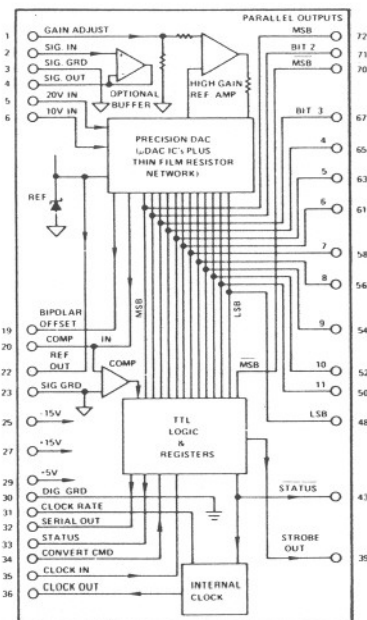 PARALLEL OUTPUTS
1 GAIN ADJUST
2 SIG. IN
3 SIG. GRD
4 SIG. OUT
5 20V IN
6 10V IN
OPTIONAL
BUFFER
HIGH GAIN
REF AMP
PRECISION DAC
(μDAC IC's PLUS
THIN FILM RESISTOR
NETWORK)
REF
MSB 72
BIT 2 71
MSB 70
BIT 3 67
4 65
5 63
6 61
7 58
8 56
9 54
10 52
11 50
LSB 48
MSB
LSB
19 BIPOLAR
OFFSET
20 COMP IN
22 REF
OUT
23 SIG GRD
COMP
MSB
25 -15V
27 +15V
29 +5V
30 DIG GRD
31 CLOCK RATE
32 SERIAL OUT
33 STATUS
34 CONVERT CMD
35 CLOCK IN
36 CLOCK OUT
TTL
LOGIC
&
REGISTERS
INTERNAL
CLOCK
STATUS 43
STROBE
OUT 39